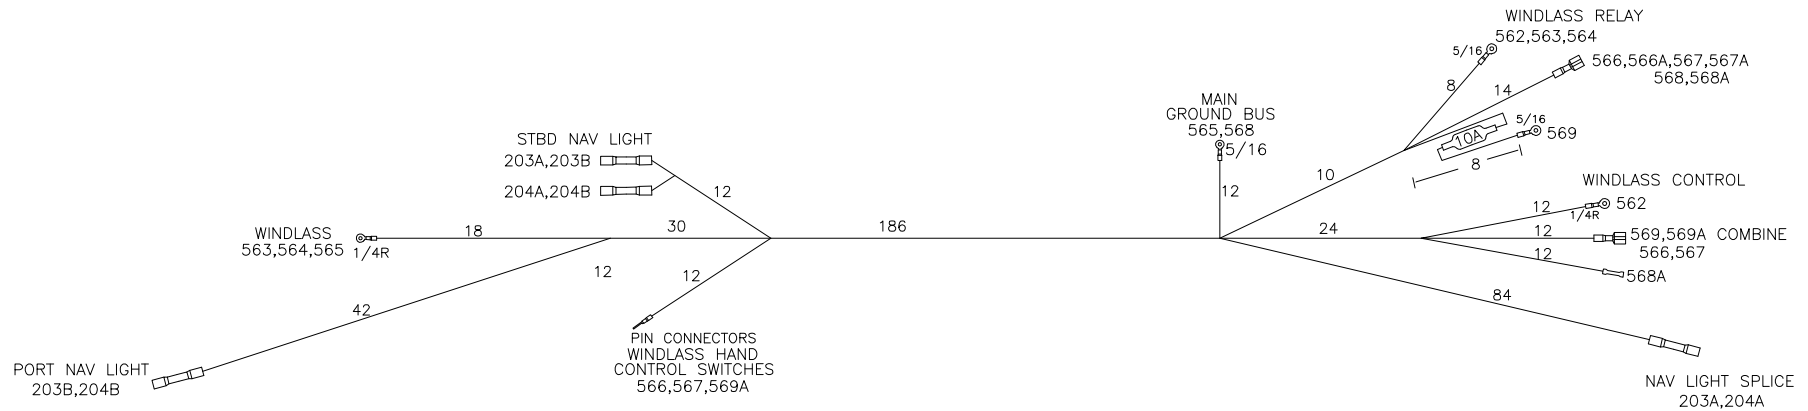 WINDLASS RELAY
562,563,564
5/16
566,566A,567,567A
568,568A
8
14
5/16
569
10A
8
10
MAIN
GROUND BUS
565,568
5/16
12
STBD NAV LIGHT
203A,203B
204A,204B
12
WINDLASS
563,564,565
1/4R
18
30
186
24
WINDLASS CONTROL
12
1/4R
562
12
569,569A COMBINE
566,567
12
568A
12
12
42
84
PIN CONNECTORS
WINDLASS HAND
CONTROL SWITCHES
566,567,569A
PORT NAV LIGHT
203B,204B
NAV LIGHT SPLICE
203A,204A